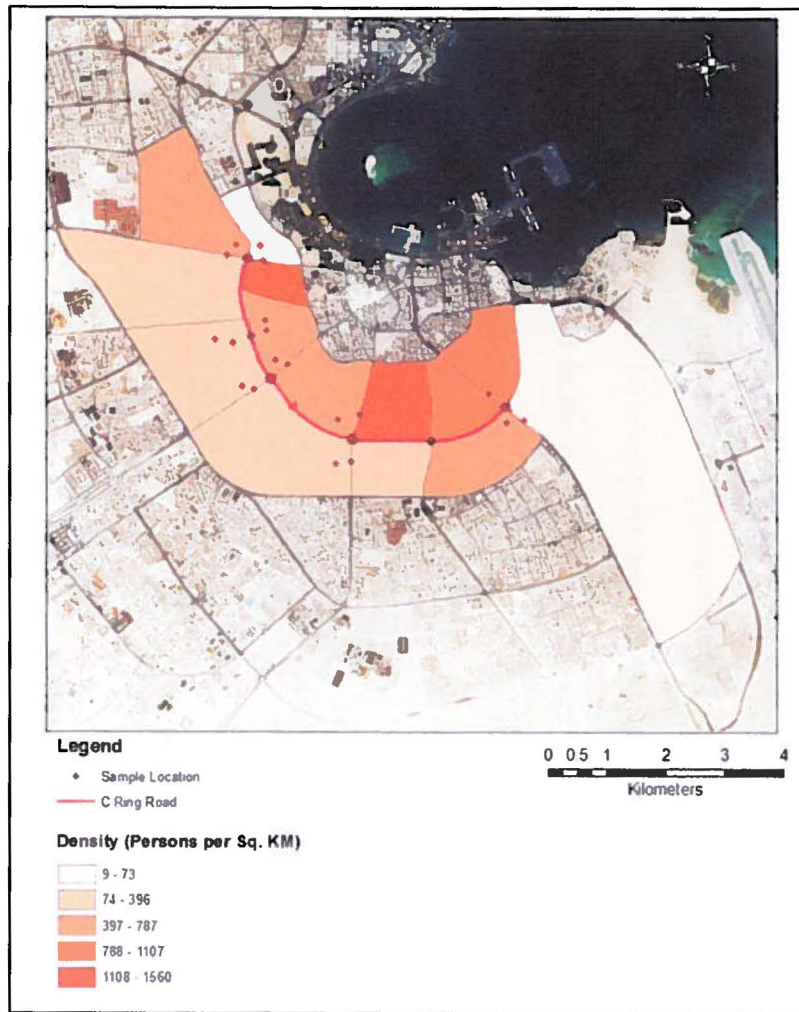 Legend
Sample Location
C Ring Road
0 0 5 1 2 3 4
Kilometers
Density (Persons per Sq. KM)
9 - 73
74 - 396
397 - 787
788 - 1107
1108 - 1560